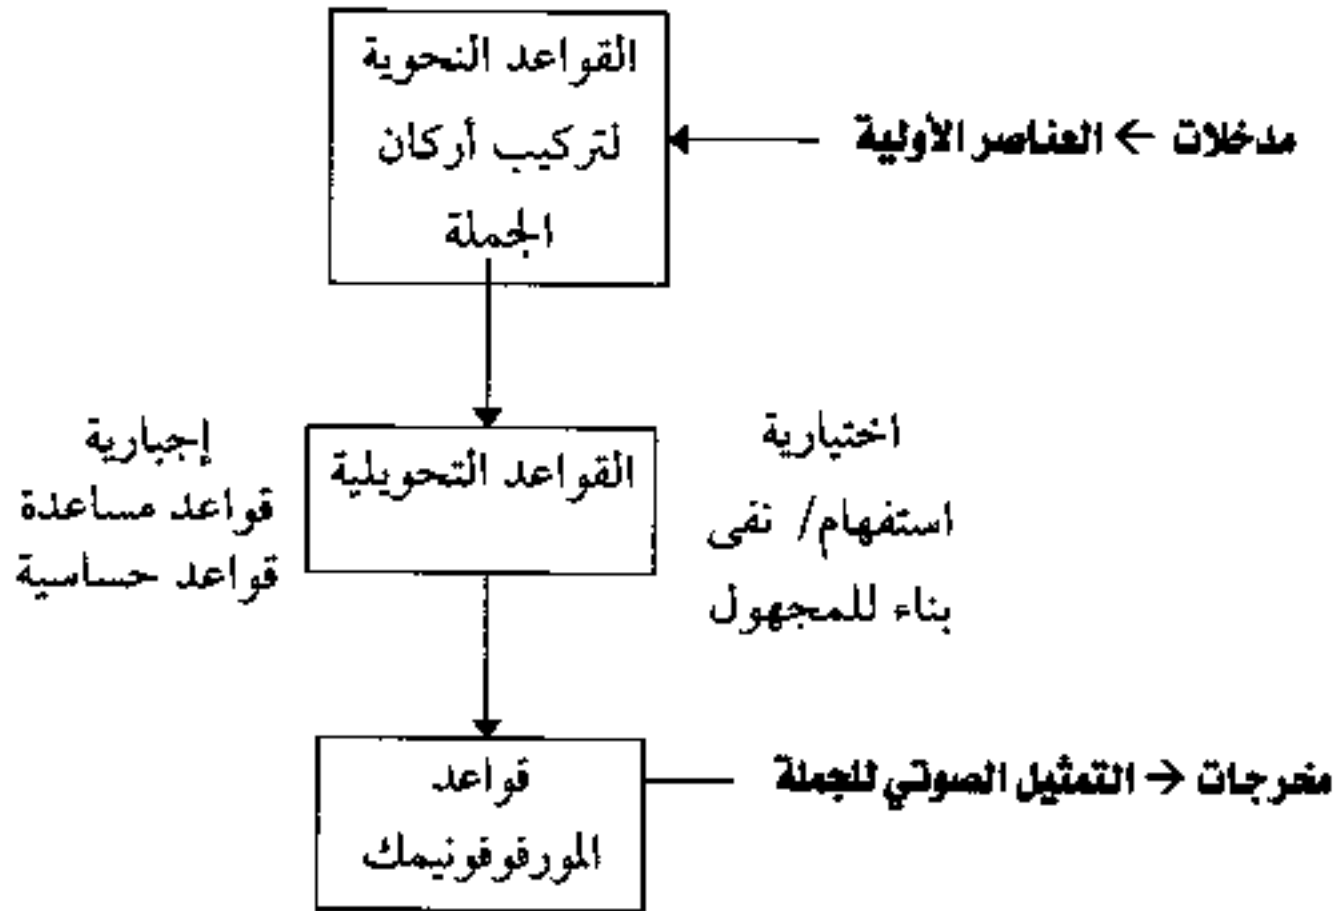 القواعد النحوية
لتركيب أركان
الجملة
مدخلات ← العناصر الأولية
اختيارية
استفهام/ نفى
بناء للمجهول
القواعد التحويلية
إجبارية
قواعد مساعدة
قواعد حساسية
قواعد
المورفوفونيمك
مخرجات → التمثيل الصوتي للجملة